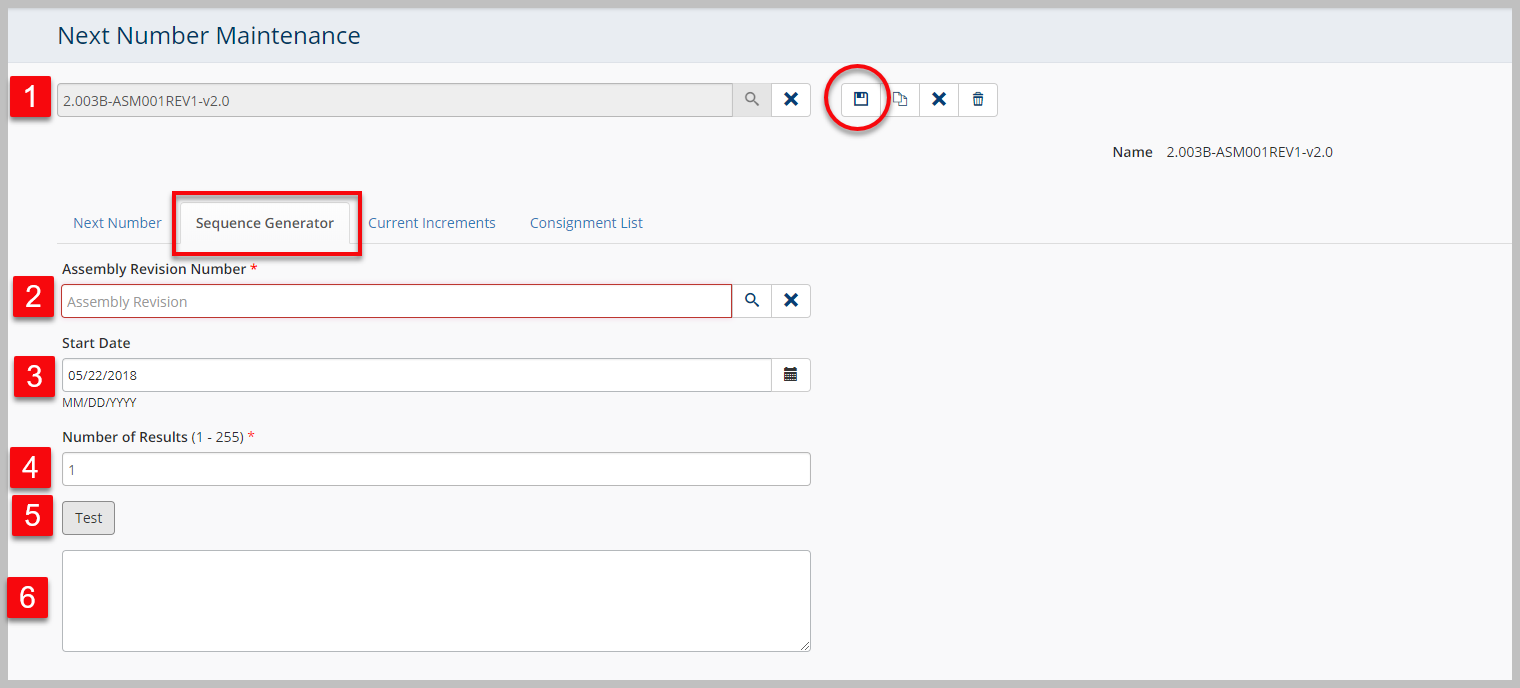 Next Number Maintenance
1
2.003B-ASM001REV1-v2.0
Name 2.003B-ASM001REV1-v2.0
Next Number Sequence Generator Current Increments Consignment List
Assembly Revision Number *
2
Assembly Revision
Start Date
3
05/22/2018
MM/DD/YYYY
Number of Results (1 - 255) *
4
1
5
Test
6